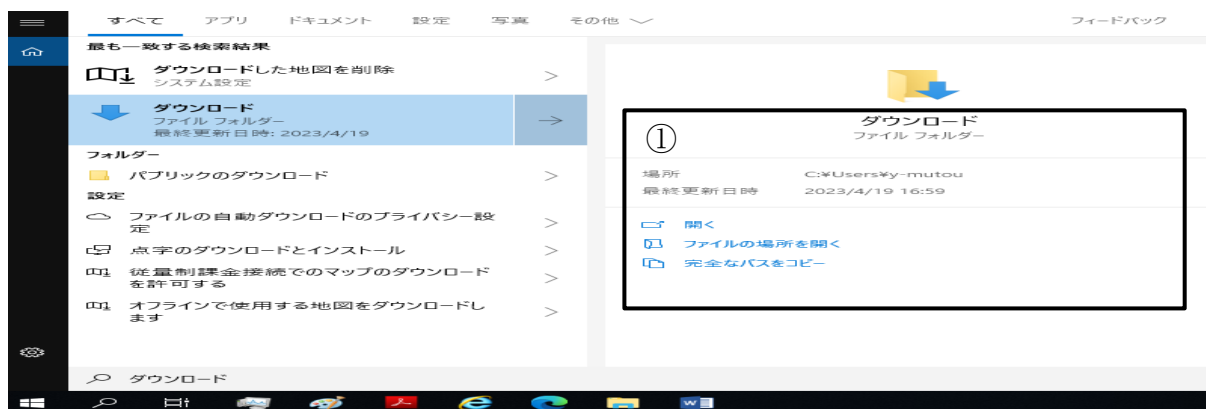 すべて アプリ ドキュメント 設定 写真 その他 フィードバック
最も一致する検索結果
ダウンロードした地図を削除
システム設定
ダウンロード
ファイル フォルダー
最終更新日時: 2023/4/19
フォルダー
パブリックのダウンロード
設定
ファイルの自動ダウンロードのプライバシー設
定
点字のダウンロードとインストール
従量制課金接続でのマップのダウンロード
を許可する
オフラインで使用する地図をダウンロードし
ます
ダウンロード
①
ダウンロード
ファイル フォルダー
場所 C:¥Users¥y-mutou
最終更新日時 2023/4/19 16:59
開く
ファイルの場所を開く
完全なパスをコピー